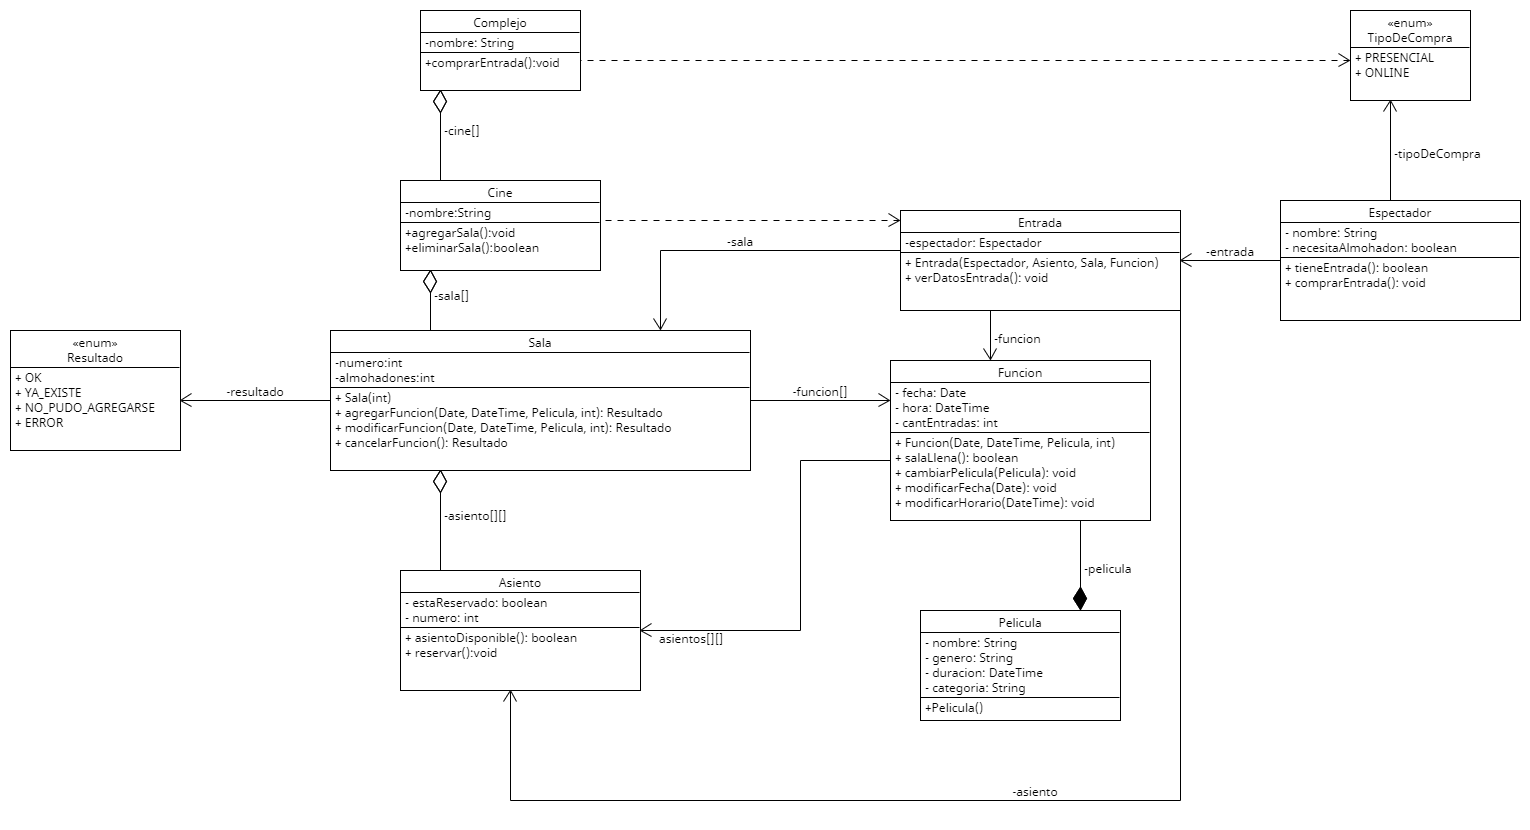 Complejo
-nombre: String
+comprarEntrada():void
«enum»
TipoDeCompra
+ PRESENCIAL
+ ONLINE
-cine[]
-tipoDeCompra
Cine
-nombre:String
+agregarSala():void
+eliminarSala():boolean
Entrada
-espectador: Espectador
+ Entrada(Espectador, Asiento, Sala, Funcion)
+ verDatosEntrada(): void
Espectador
- nombre: String
- necesitaAlmohadon: boolean
+ tieneEntrada(): boolean
+ comprarEntrada(): void
-sala
-entrada
-sala[]
-funcion
«enum»
Resultado
+ OK
+ YA_EXISTE
+ NO_PUDO_AGREGARSE
+ ERROR
-resultado
Sala
-numero:int
-almohadones:int
+ Sala(int)
+ agregarFuncion(Date, DateTime, Pelicula, int): Resultado
+ modificarFuncion(Date, DateTime, Pelicula, int): Resultado
+ cancelarFuncion(): Resultado
-funcion[]
Funcion
- fecha: Date
- hora: DateTime
- cantEntradas: int
+ Funcion(Date, DateTime, Pelicula, int)
+ salaLlena(): boolean
+ cambiarPelicula(Pelicula): void
+ modificarFecha(Date): void
+ modificarHorario(DateTime): void
-asiento[][]
-pelicula
Asiento
- estaReservado: boolean
- numero: int
+ asientoDisponible(): boolean
+ reservar():void
asientos[][]
Pelicula
- nombre: String
- genero: String
- duracion: DateTime
- categoria: String
+Pelicula()
-asiento